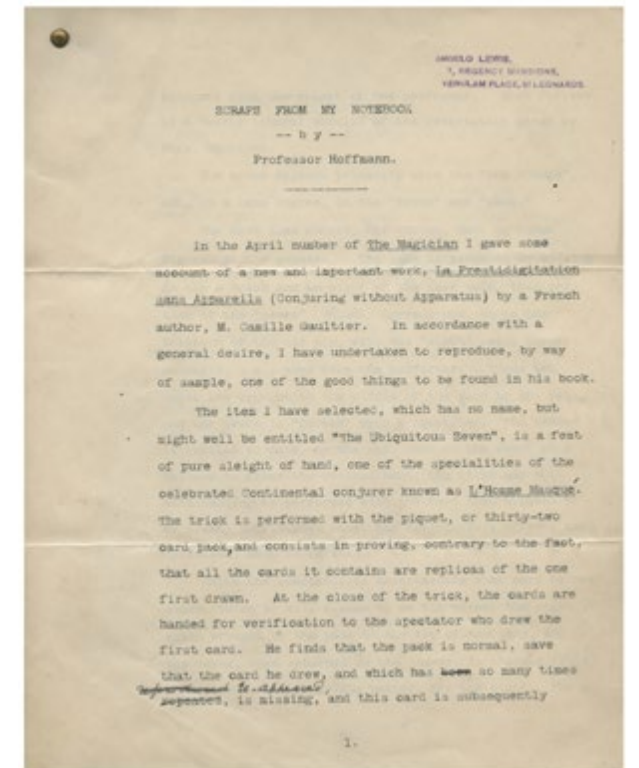 ANGELO LEWIS,
7, REGENCY MANSIONS,
VERULAM PLACE, St LEONARDS.
SCRAPS FROM MY NOTEBOOK
-- b y --
Professor Hoffmann.
In the April number of The Magician I gave some
account of a new and important work, La Prestidigitation
sans Appareils (Conjuring without Apparatus) by a French
author, M. Camille Gaultier. In accordance with a
general desire, I have undertaken to reproduce, by way
of sample, one of the good things to be found in his book.
The item I have selected, which has no name, but
might well be entitled "The Ubiquitous Seven", is a feat
of pure sleight of hand, one of the specialities of the
celebrated Continental conjurer known as L'Homme Masqué.
The trick is performed with the piquet, or thirty-two
card pack, and consists in proving, contrary to the fact,
that all the cards it contains are replicas of the one
first drawn. At the close of the trick, the cards are
handed for verification to the spectator who drew the
first card. He finds that the pack is normal, save
that the card he drew, and which has been so many times
re-appeared,
repeated, is missing, and this card is subsequently
1.